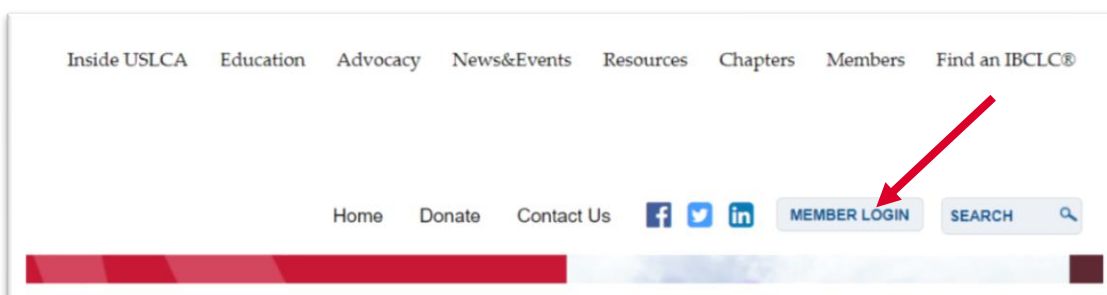 Inside USLCA Education Advocacy News&Events Resources Chapters Members Find an IBCLC®
Home Donate Contact Us f in MEMBER LOGIN SEARCH